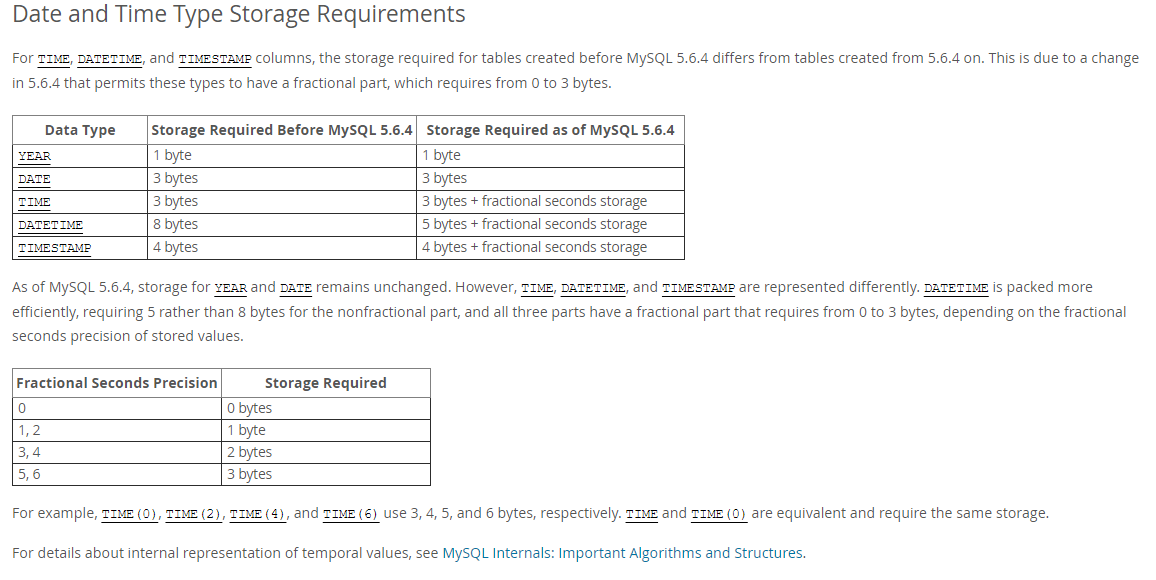 Date and Time Type Storage Requirements
For TIME, DATETIME, and TIMESTAMP columns, the storage required for tables created before MySQL 5.6.4 differs from tables created from 5.6.4 on. This is due to a change
in 5.6.4 that permits these types to have a fractional part, which requires from 0 to 3 bytes.
Data Type Storage Required Before MySQL 5.6.4 Storage Required as of MySQL 5.6.4
YEAR 1 byte 1 byte
DATE 3 bytes 3 bytes
TIME 3 bytes 3 bytes + fractional seconds storage
DATETIME 8 bytes 5 bytes + fractional seconds storage
TIMESTAMP 4 bytes 4 bytes + fractional seconds storage
As of MySQL 5.6.4, storage for YEAR and DATE remains unchanged. However, TIME, DATETIME, and TIMESTAMP are represented differently. DATETIME is packed more
efficiently, requiring 5 rather than 8 bytes for the nonfractional part, and all three parts have a fractional part that requires from 0 to 3 bytes, depending on the fractional
seconds precision of stored values.
Fractional Seconds Precision Storage Required
0 0 bytes
1, 2 1 byte
3, 4 2 bytes
5, 6 3 bytes
For example, TIME(0), TIME(2), TIME(4), and TIME(6) use 3, 4, 5, and 6 bytes, respectively. TIME and TIME(0) are equivalent and require the same storage.
For details about internal representation of temporal values, see MySQL Internals: Important Algorithms and Structures.